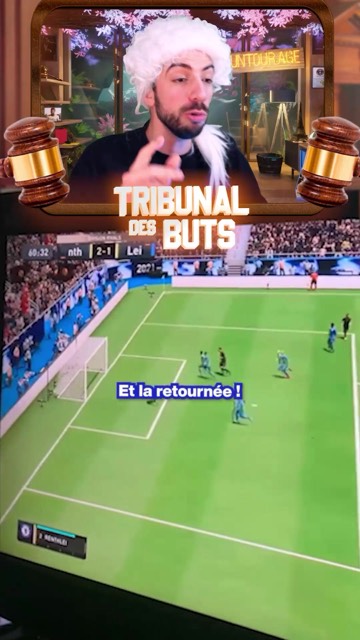 UNTOURAGE
TRIBUNAL
DES BUTS
60:32 nth 2-1 Lei
Et la retournée !